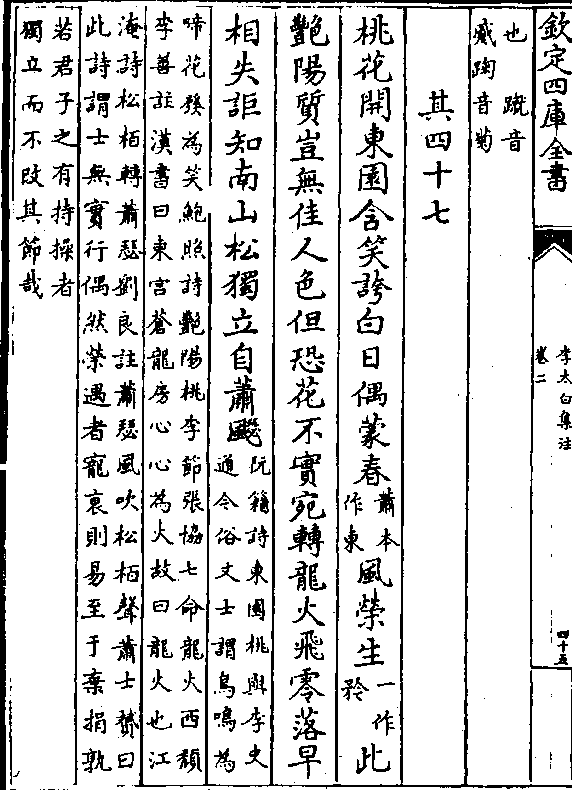 欽定四庫全書
李太白集注
卷二
四十五
也　蹴音
蹙踘音菊
其四十七
桃花開東園含笑誇白日偶蒙春蕭本作東風榮生一作矜此
艷陽質豈無佳人色但恐花不實宛轉龍火飛零落早
相失詎知南山松獨立自蕭飋
阮籍詩東園桃與李史
道令俗文士謂鳥鳴為
啼花發為笑鮑照詩艷陽桃李節張協七命龍火西頹
李善註漢書曰東宫蒼龍房心心為火故曰龍火也江
淹詩松栢轉蕭瑟劉良註蕭瑟風吹松栢聲蕭士贇曰
此詩謂士無實行偶然榮遇者寵衰則易至于棄捐孰
若君子之有持操者
獨立而不改其節哉